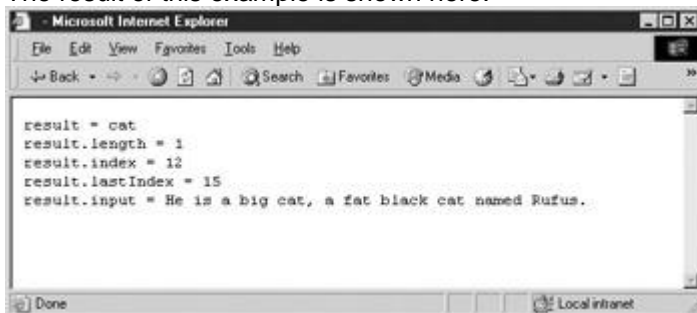 The result of this example is shown here:
- Microsoft Internet Explorer
File Edit View Favorites Tools Help
Back Search Favorites Media »
result = cat
result.length = 1
result.index = 12
result.lastIndex = 15
result.input = He is a big cat, a fat black cat named Rufus.
Done Local intranet